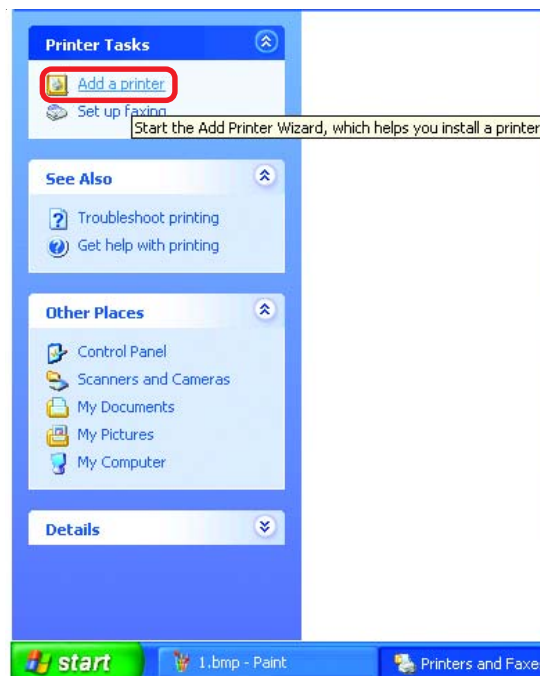 Printer Tasks
Add a printer
Set up faxing
Start the Add Printer Wizard, which helps you install a printer
See Also
Troubleshoot printing
Get help with printing
Other Places
Control Panel
Scanners and Cameras
My Documents
My Pictures
My Computer
Details
start
1.bmp - Paint
Printers and Faxe